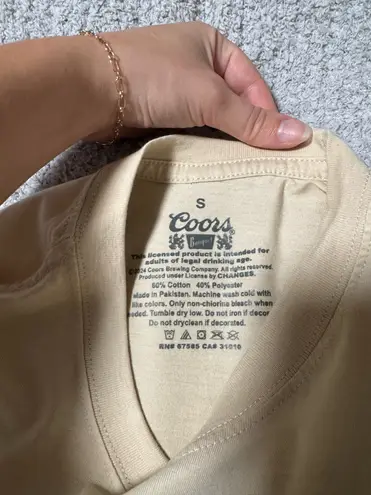 S
Coors
Banquet
This licensed product is intended for
adults of legal drinking age.
©2024 Coors Brewing Company. All rights reserved.
Produced under License by CHANGES.
60% Cotton 40% Polyester
Made in Pakistan. Machine wash cold with
like colors. Only non-chlorine bleach when
needed. Tumble dry low. Do not iron if decor
Do not dryclean if decorated.
RN# 67585 CA# 31010